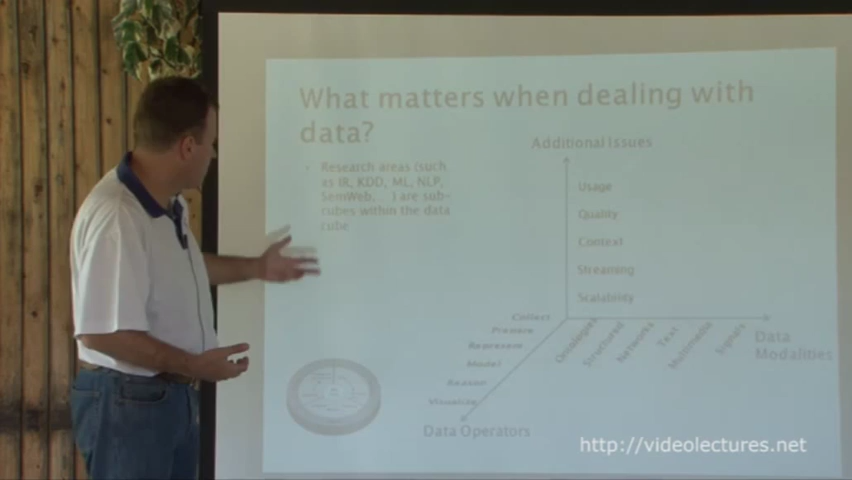 What matters when dealing with
data?
Research areas (such
as IR, KDD, ML, NLP,
SemWeb, ...) are sub-
cubes within the data
cube
Additional Issues
Usage
Quality
Context
Streaming
Scalability
Collect
Prepare
Represent
Model
Reason
Visualize
Data Operators
Ontologies
Structured
Networks
Text
Multimedia
Signals
Data
Modalities
http://videolectures.net